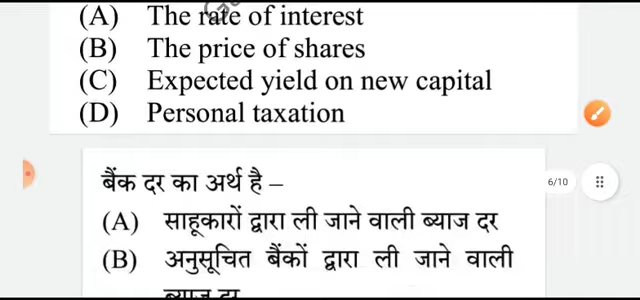 (A) The rate of interest
(B) The price of shares
(C) Expected yield on new capital
(D) Personal taxation
बैंक दर का अर्थ है –
(A) साहूकारों द्वारा ली जाने वाली ब्याज दर
6/10
(B) अनुसूचित बैंकों द्वारा ली जाने वाली
ब्याज दर